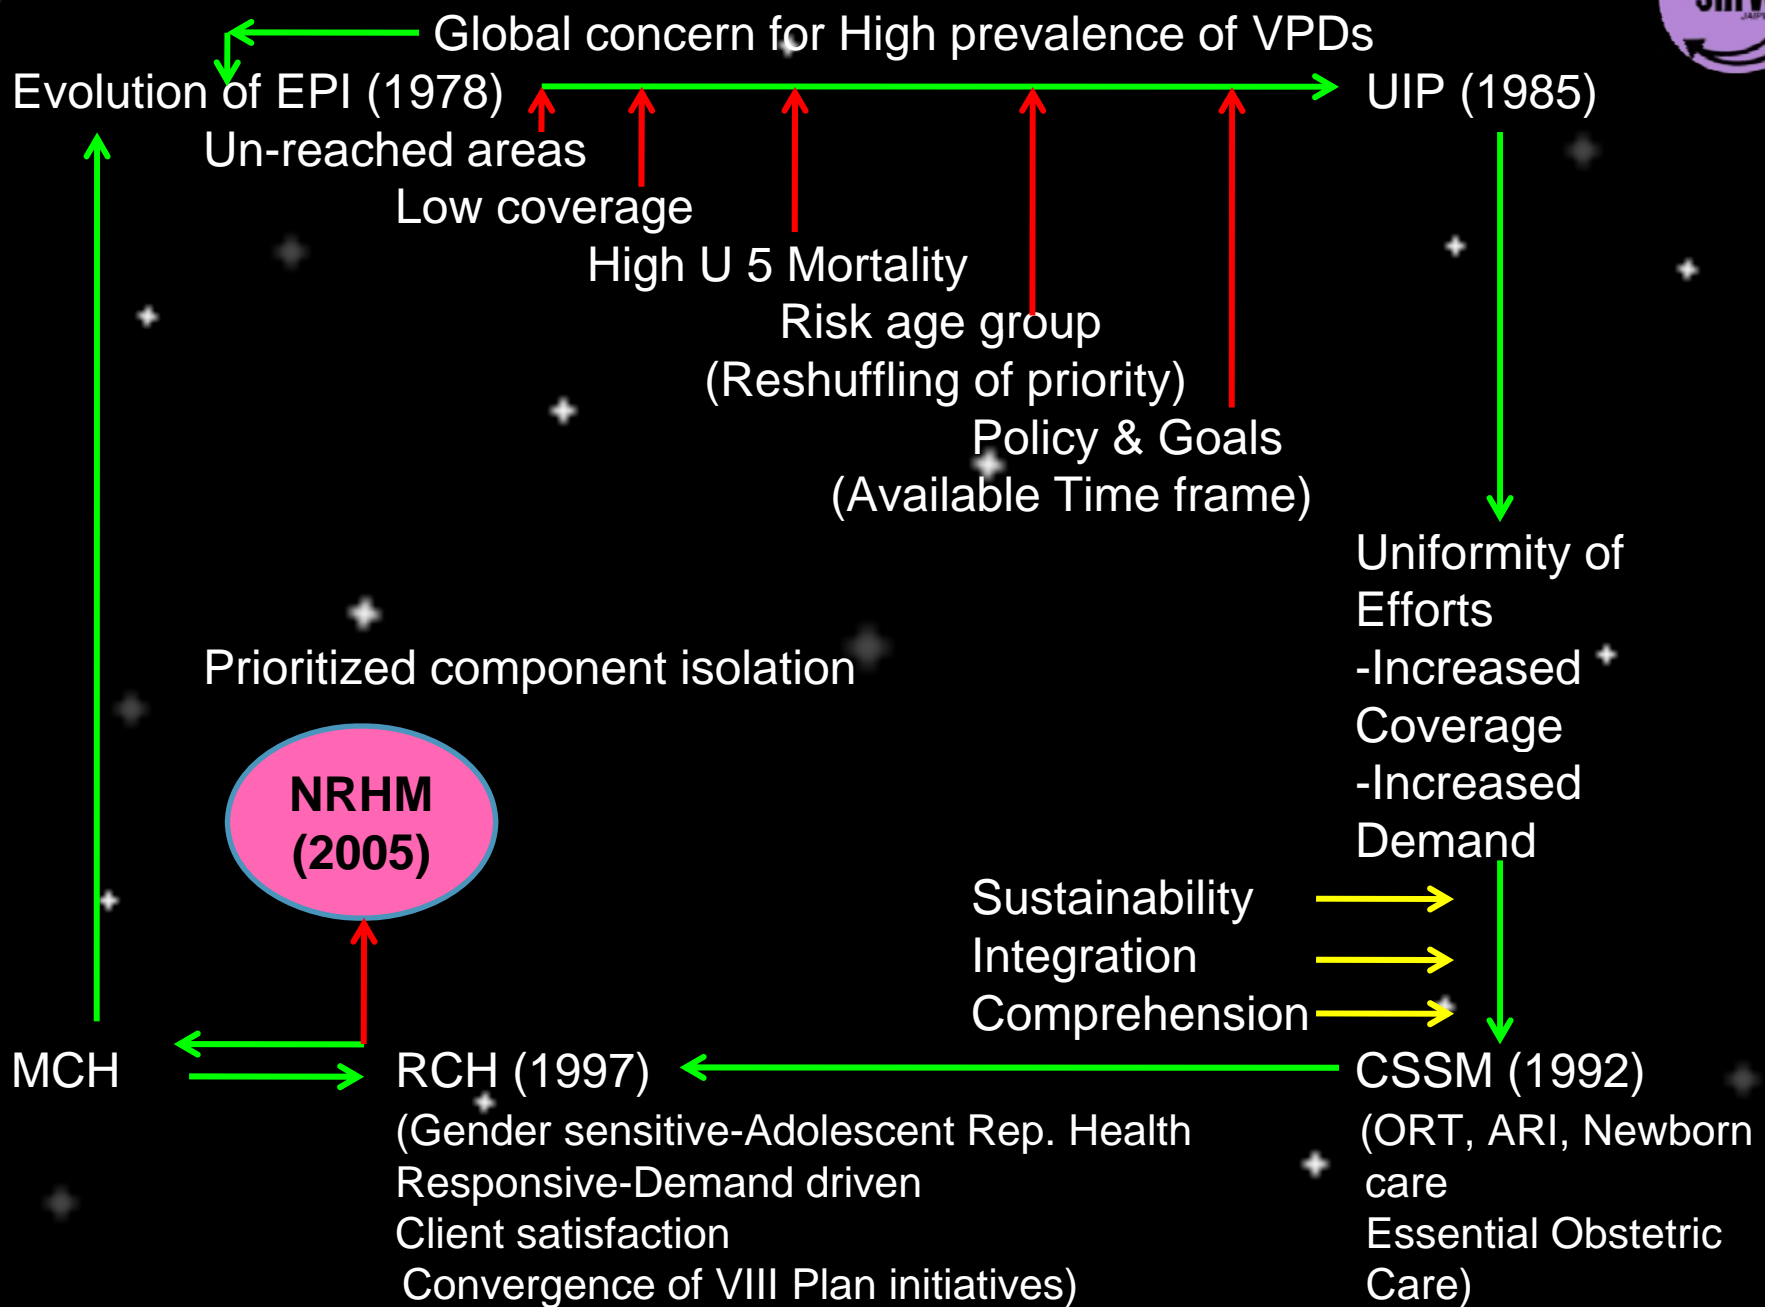 Global concern for High prevalence of VPDs
Evolution of EPI (1978)
UIP (1985)
Un-reached areas
Low coverage
High U 5 Mortality
Risk age group
(Reshuffling of priority)
Policy & Goals
(Available Time frame)
Uniformity of
Efforts
-Increased
Coverage
-Increased
Demand
Prioritized component isolation
NRHM
(2005)
Sustainability
Integration
Comprehension
MCH
RCH (1997)
(Gender sensitive-Adolescent Rep. Health
Responsive-Demand driven
Client satisfaction
Convergence of VIII Plan initiatives)
CSSM (1992)
(ORT, ARI, Newborn
care
Essential Obstetric
Care)